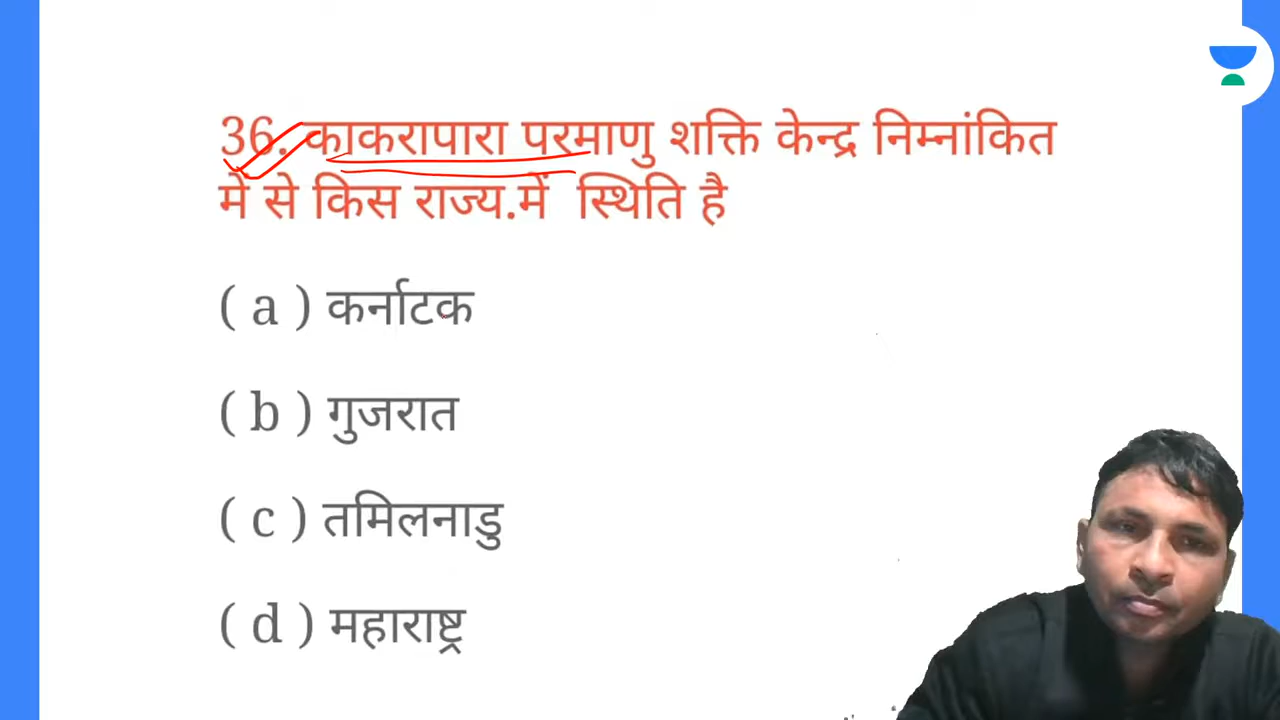 36. काकरापारा परमाणु शक्ति केन्द्र निम्नांकित
में से किस राज्य.में स्थिति है
( a ) कर्नाटक
( b ) गुजरात
( c ) तमिलनाडु
( d ) महाराष्ट्र